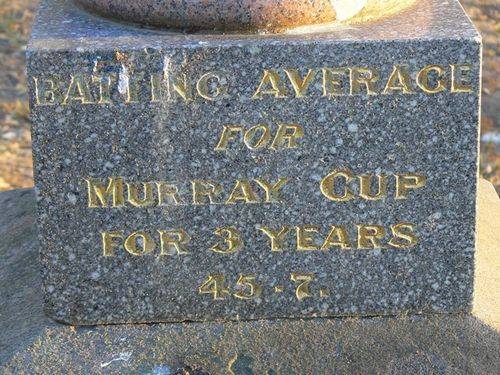 BATTING AVERAGE
FOR
MURRAY CUP
FOR 3 YEARS
45.7.